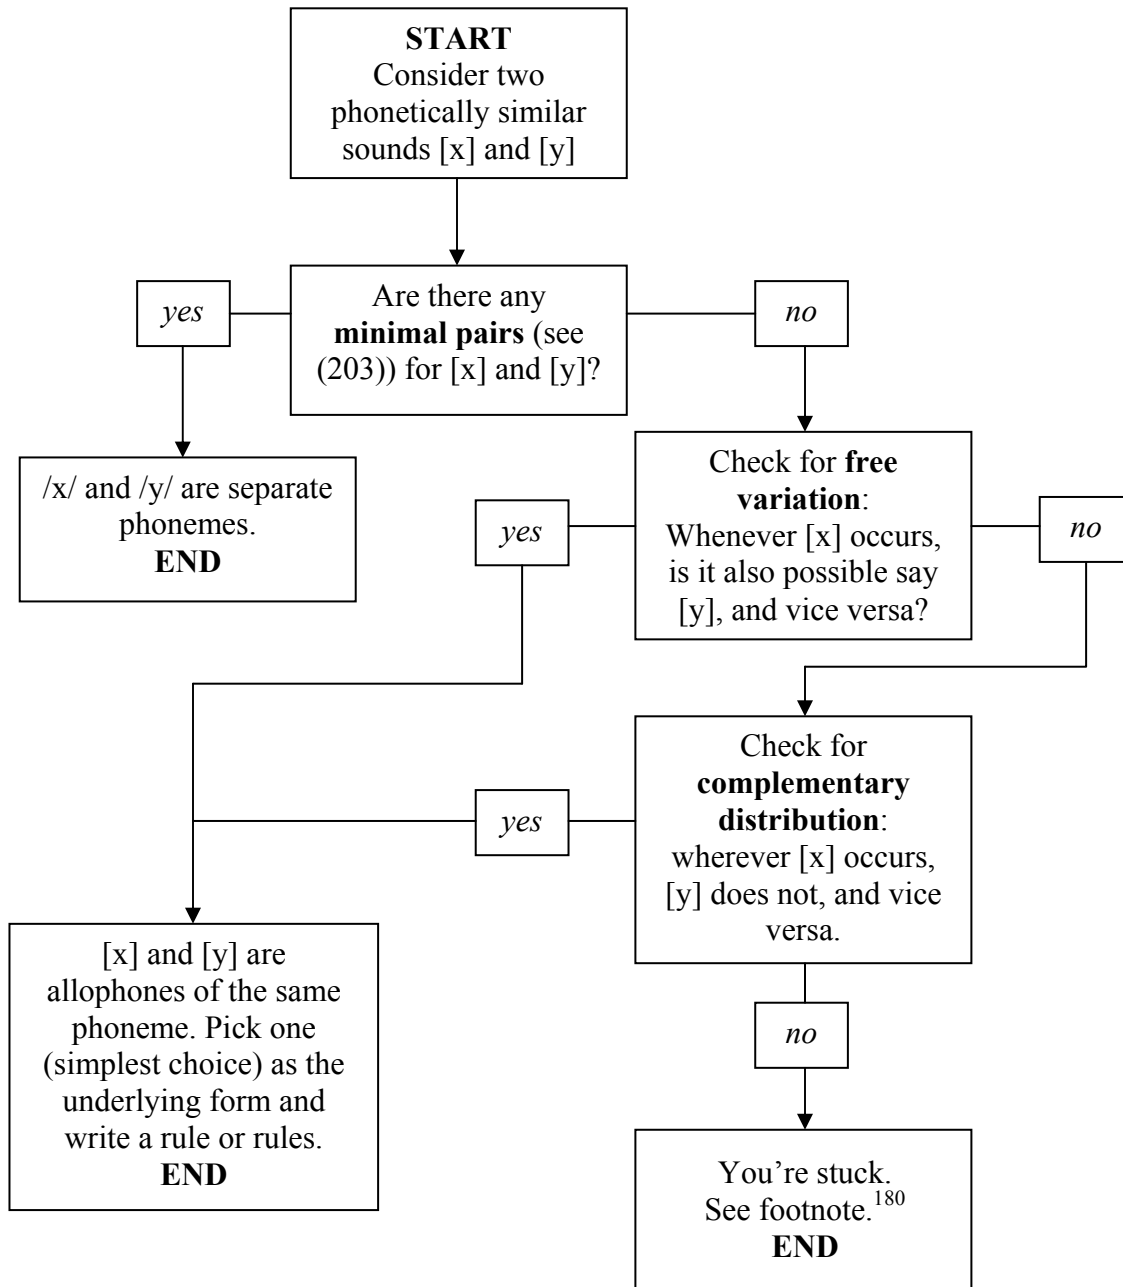 START
Consider two
phonetically similar
sounds [x] and [y]
yes
Are there any
minimal pairs (see
(203)) for [x] and [y]?
no
/x/ and /y/ are separate
phonemes.
END
yes
Check for free
variation:
Whenever [x] occurs,
is it also possible say
[y], and vice versa?
no
yes
Check for
complementary
distribution:
wherever [x] occurs,
[y] does not, and vice
versa.
[x] and [y] are
allophones of the same
phoneme. Pick one
(simplest choice) as the
underlying form and
write a rule or rules.
END
no
You’re stuck.
See footnote.180
END